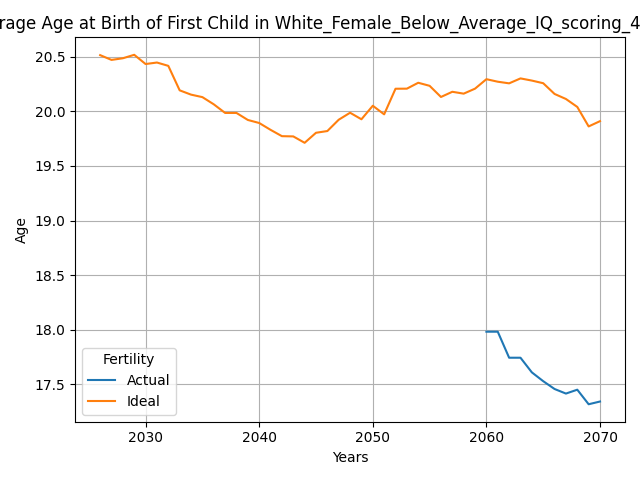 rage Age at Birth of First Child in White_Female_Below_Average_IQ_scoring_4
20.5
20.0
19.5
19.0
18.5
18.0
17.5
Age
Fertility
Actual
Ideal
2030 2040 2050 2060 2070
Years